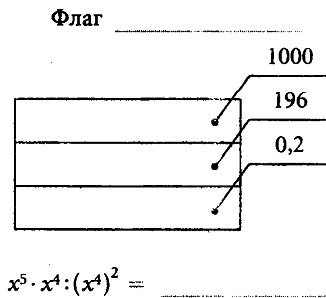 Флаг
1000
196
0,2
x⁵ · x⁴ : (x⁴)² =